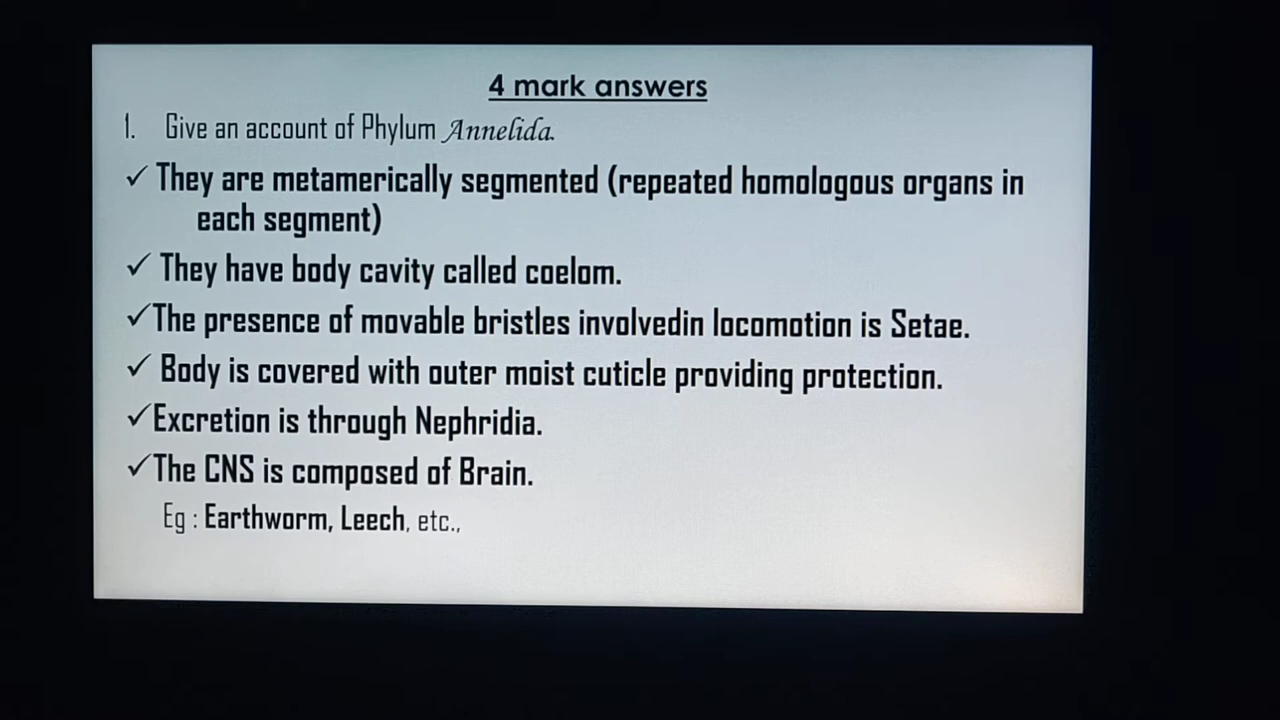 4 mark answers
1. Give an account of Phylum Annelida.
✓ They are metamerically segmented (repeated homologous organs in
each segment)
✓ They have body cavity called coelom.
✓The presence of movable bristles involvedin locomotion is Setae.
✓ Body is covered with outer moist cuticle providing protection.
✓Excretion is through Nephridia.
✓The CNS is composed of Brain.
Eg : Earthworm, Leech, etc.,